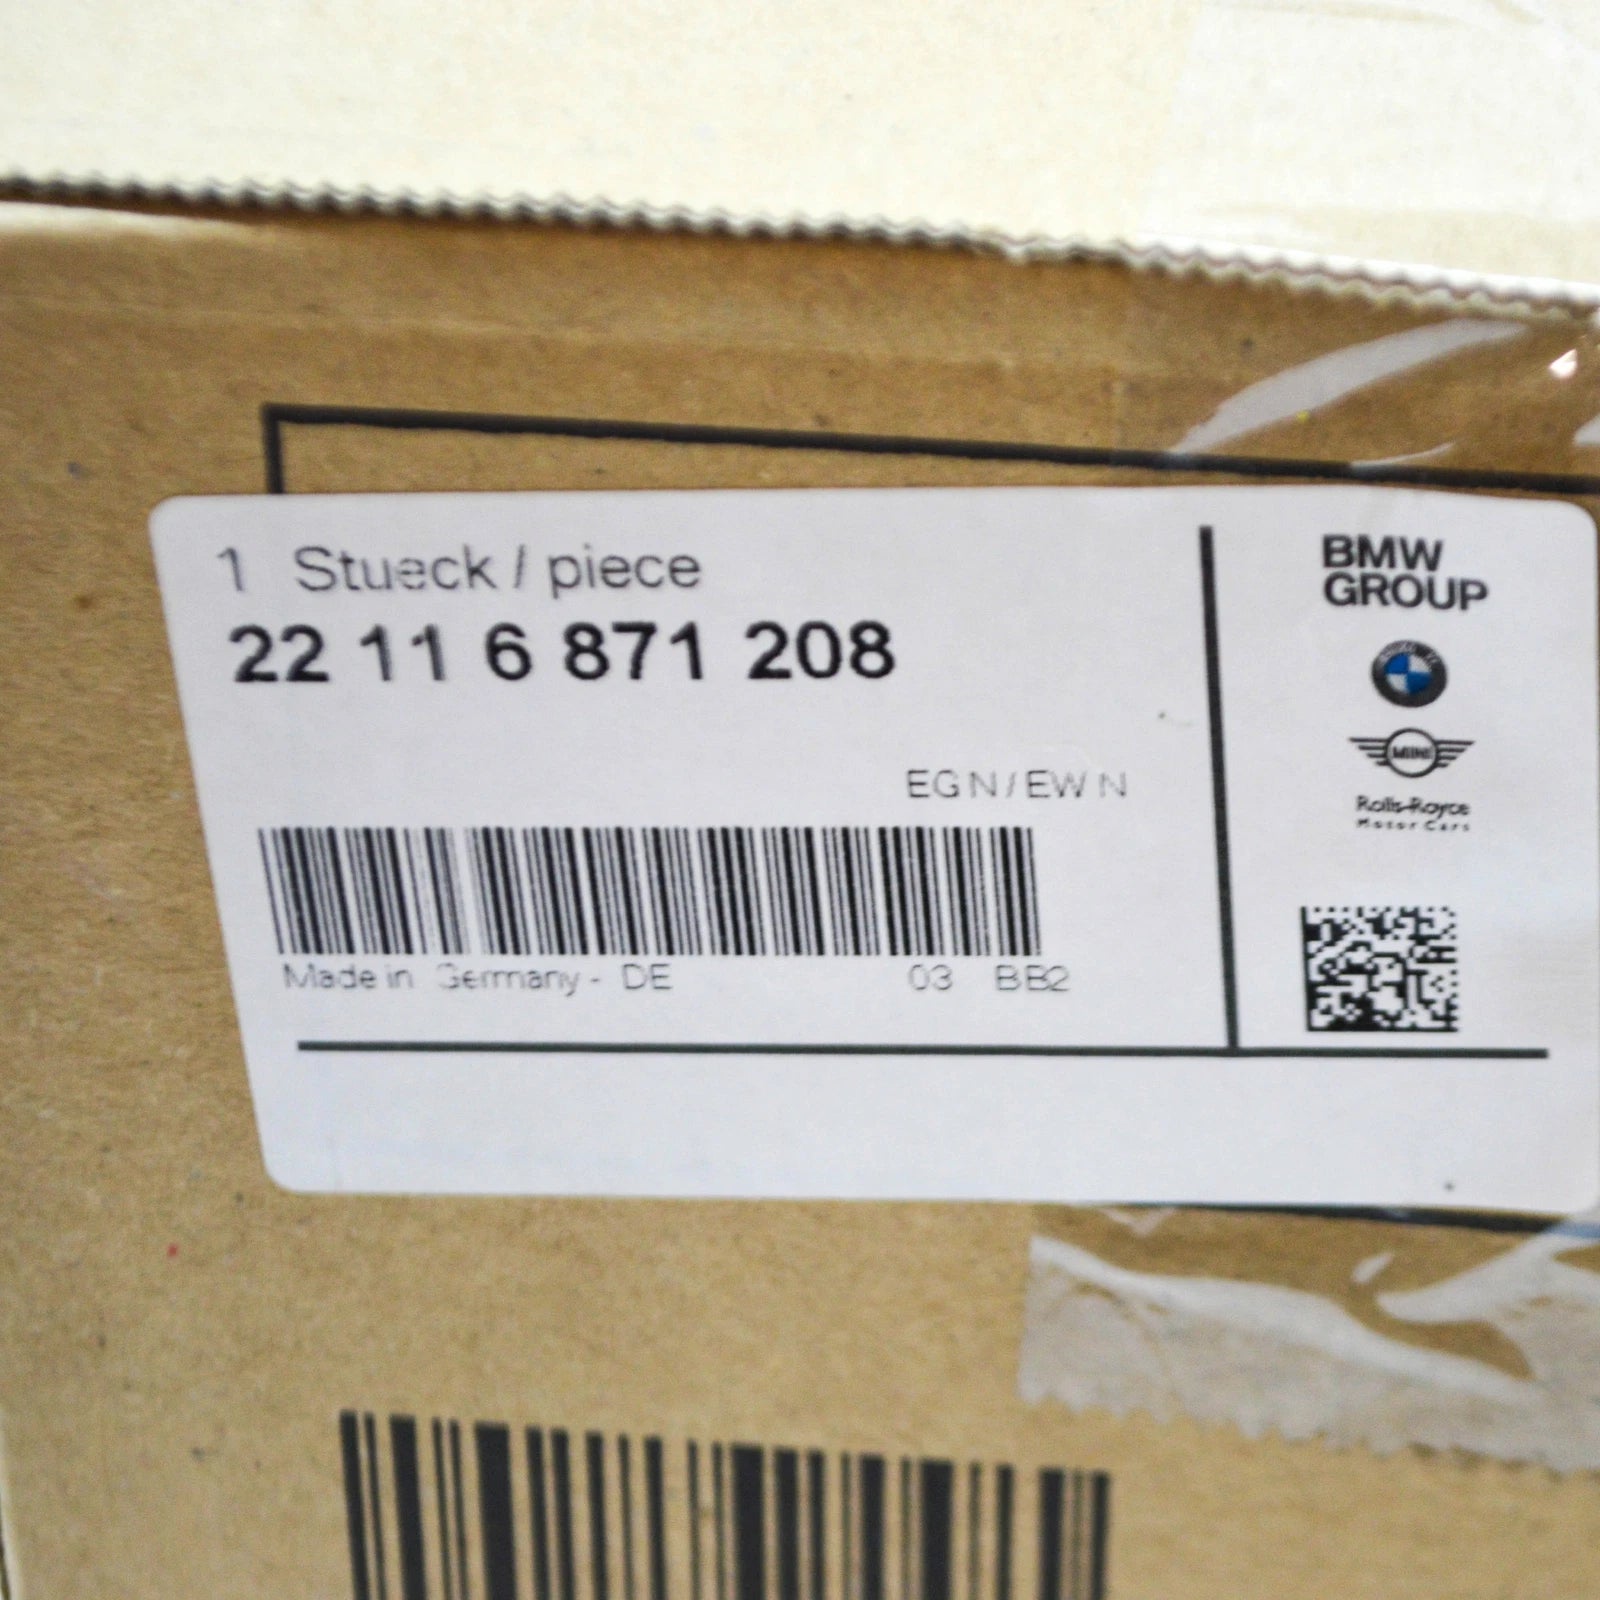 1 Stueck / piece
22 11 6 871 208
EG N / EW N
Made in Germany - DE 03 BB2
BMW
GROUP
MINI
Rolls-Royce
Motor Cars